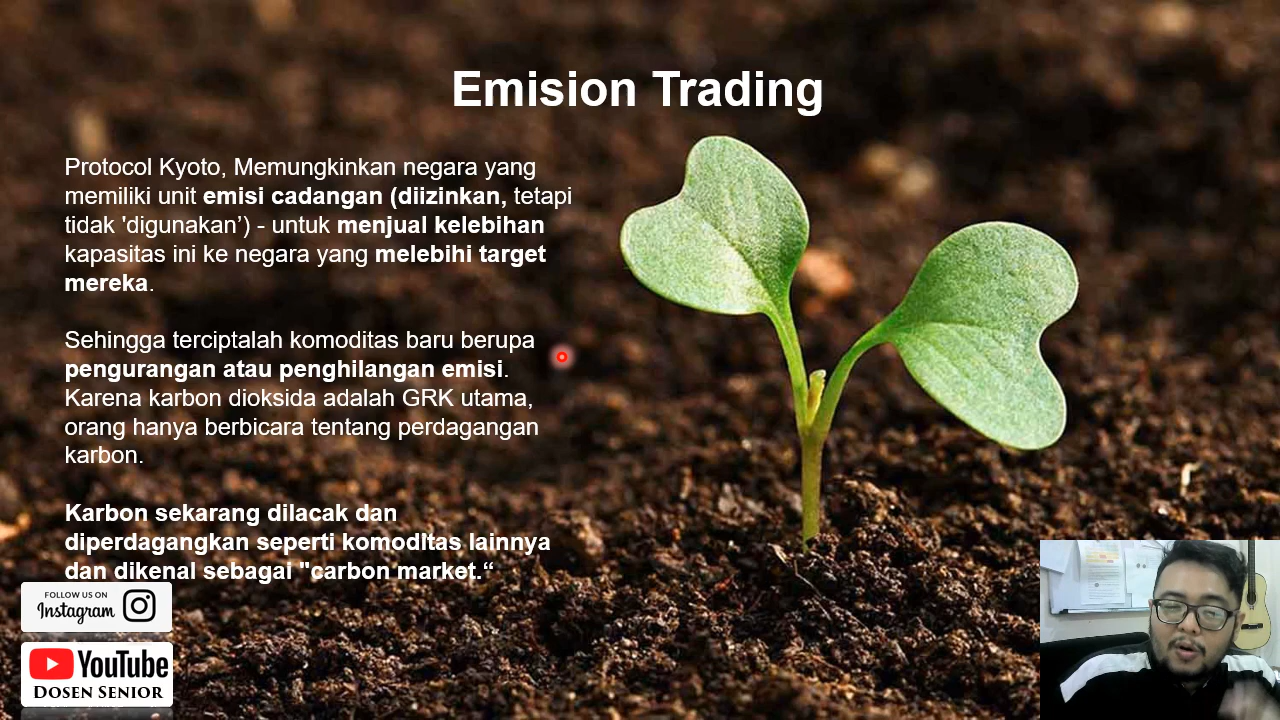 Emision Trading
Protocol Kyoto, Memungkinkan negara yang
memiliki unit emisi cadangan (diizinkan, tetapi
tidak 'digunakan’) - untuk menjual kelebihan
kapasitas ini ke negara yang melebihi target
mereka.
Sehingga terciptalah komoditas baru berupa
pengurangan atau penghilangan emisi.
Karena karbon dioksida adalah GRK utama,
orang hanya berbicara tentang perdagangan
karbon.
Karbon sekarang dilacak dan
diperdagangkan seperti komoditas lainnya
dan dikenal sebagai "carbon market.“
FOLLOW US ON
Instagram
YouTube
DOSEN SENIOR